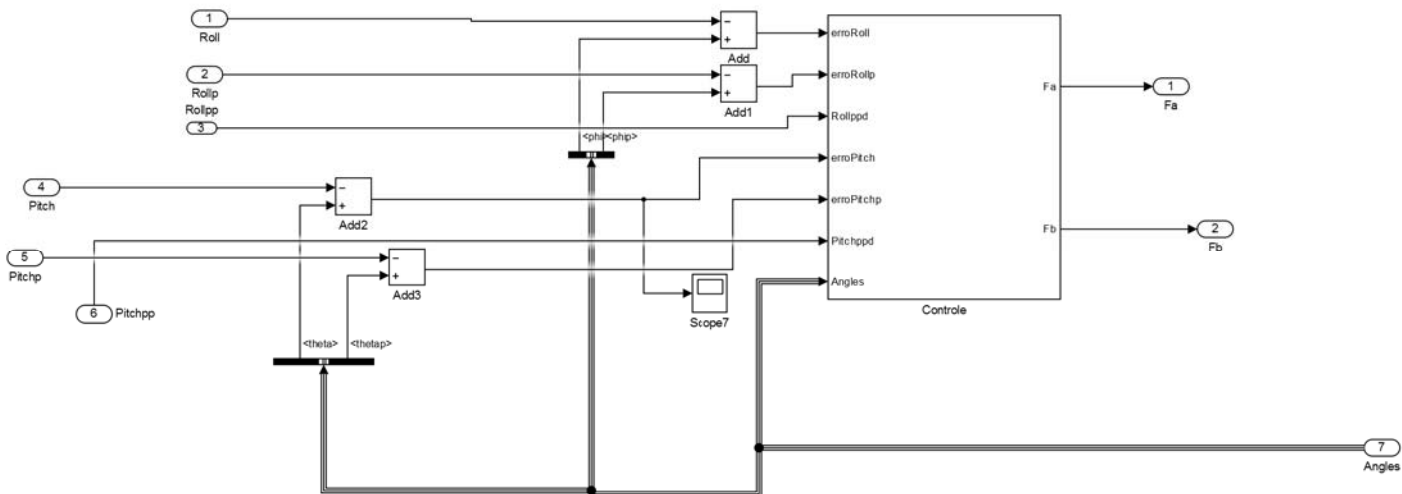 1
Roll
2
Rollp
Rollpp
3
4
Pitch
5
Pitchp
6
Pitchpp
−
+
Add
−
+
Add1
<phi>
<phip>
−
+
Add2
−
+
Add3
<theta>
<thetap>
Scope7
erroRoll
erroRollp
Rollppd
erroPitch
erroPitchp
Pitchppd
Angles
Fa
Fb
Controle
1
Fa
2
Fb
7
Angles